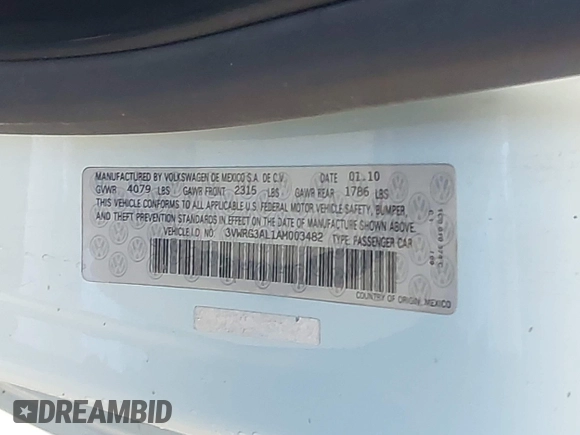 MANUFACTURED BY VOLKSWAGEN DE MEXICO S.A. DE C.V. DATE 01.10
GVWR 4079 LBS GAWR FRONT 2315 LBS GAWR REAR 1786 LBS
THIS VEHICLE CONFORMS TO ALL APPLICABLE U.S. FEDERAL MOTOR VEHICLE SAFETY, BUMPER,
AND THEFT PREVENTION STANDARDS IN EFFECT ON THE DATE OF MANUFACTURE SHOWN ABOVE.
VEHICLE I.D. NO. 3VWRG3AL1AM003482 TYPE: PASSENGER CAR
COUNTRY OF ORIGIN: MEXICO
DREAMBID